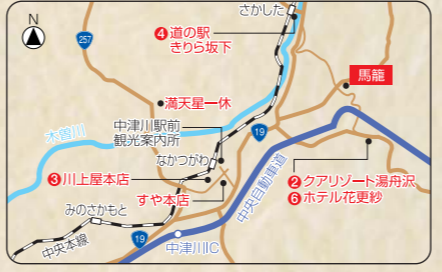 N
さかした
257
❹ 道の駅
きりら坂下
馬籠
満天星一休
木曽川
中津川駅前
観光案内所
19
なかつがわ
❸ 川上屋本店
すや本店
中央自動車道
❷ クアリゾート湯舟沢
❻ ホテル花更紗
みのさかもと
中央本線
19
中津川IC